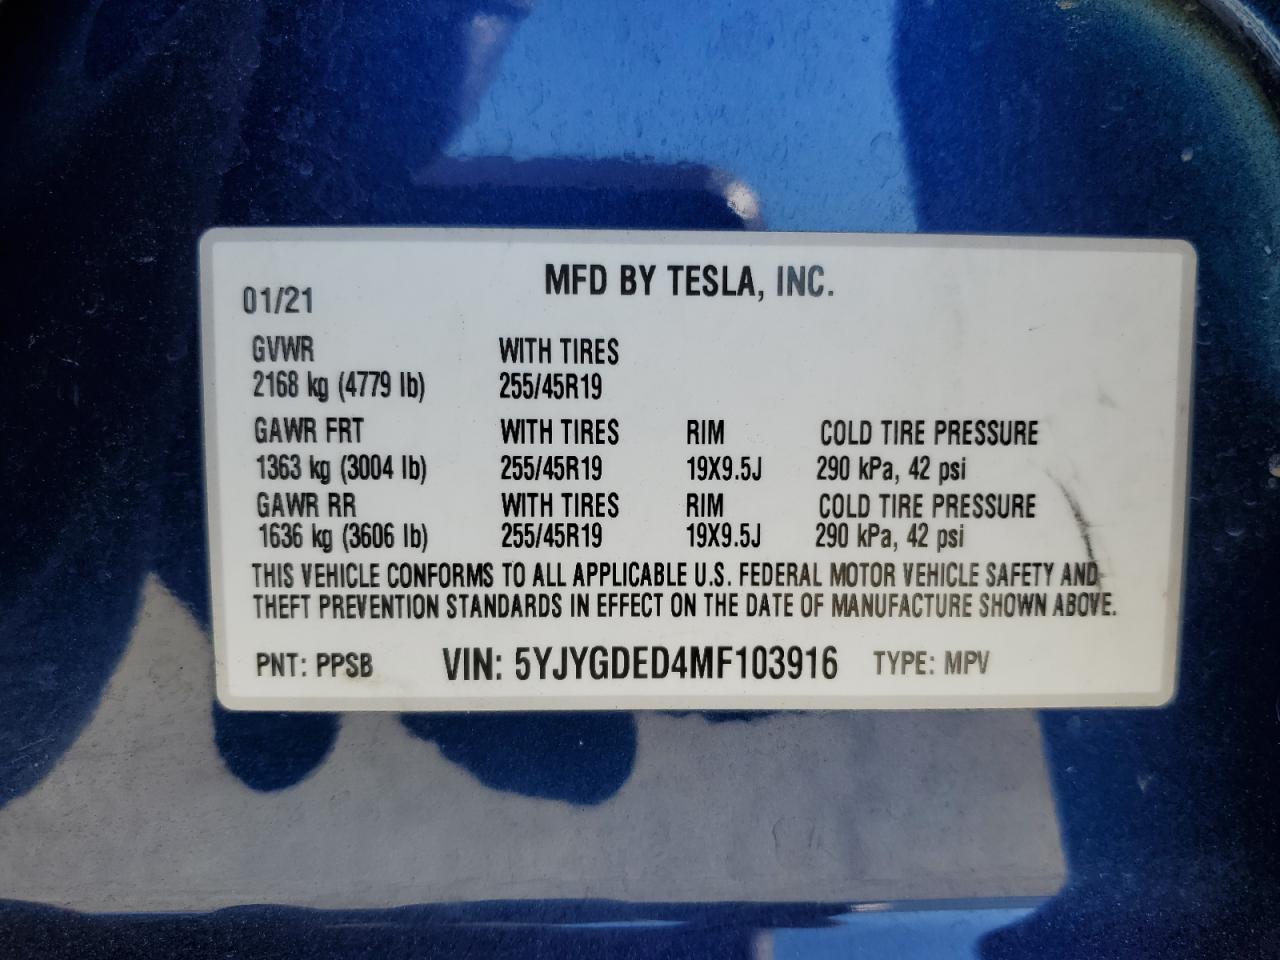 MFD BY TESLA, INC.
01/21
GVWR WITH TIRES
2168 kg (4779 lb) 255/45R19
GAWR FRT WITH TIRES RIM COLD TIRE PRESSURE
1363 kg (3004 lb) 255/45R19 19X9.5J 290 kPa, 42 psi
GAWR RR WITH TIRES RIM COLD TIRE PRESSURE
1636 kg (3606 lb) 255/45R19 19X9.5J 290 kPa, 42 psi
THIS VEHICLE CONFORMS TO ALL APPLICABLE U.S. FEDERAL MOTOR VEHICLE SAFETY AND
THEFT PREVENTION STANDARDS IN EFFECT ON THE DATE OF MANUFACTURE SHOWN ABOVE.
PNT: PPSB VIN: 5YJYGDED4MF103916 TYPE: MPV